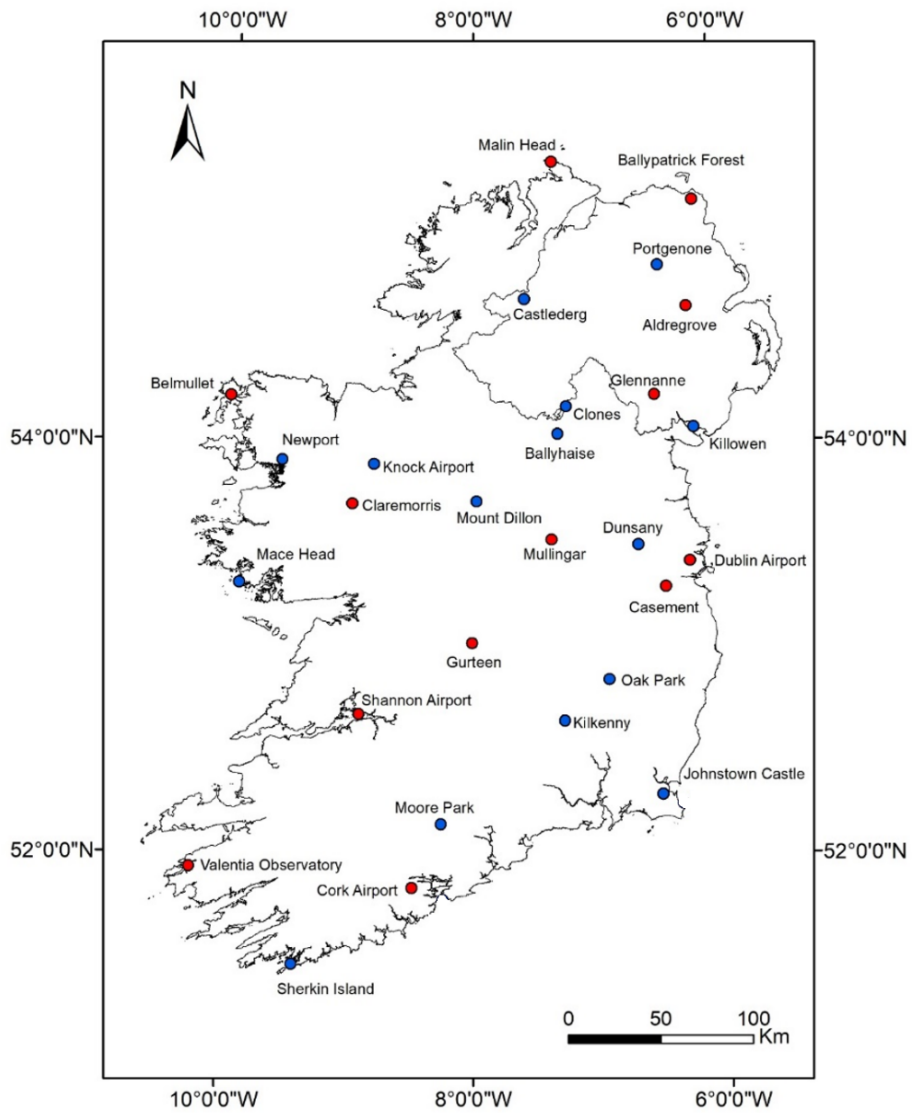 10°0'0"W 8°0'0"W 6°0'0"W
N
Malin Head
Ballypatrick Forest
Portgenone
Castlederg
Aldregrove
Belmullet
Glennanne
Clones
54°0'0"N
54°0'0"N
Newport
Killowen
Ballyhaise
Knock Airport
Claremorris
Mount Dillon
Dunsany
Mace Head
Mullingar
Dublin Airport
Casement
Gurteen
Oak Park
Shannon Airport
Kilkenny
Johnstown Castle
Moore Park
52°0'0"N
52°0'0"N
Valentia Observatory
Cork Airport
Sherkin Island
0 50 100
Km
10°0'0"W 8°0'0"W 6°0'0"W